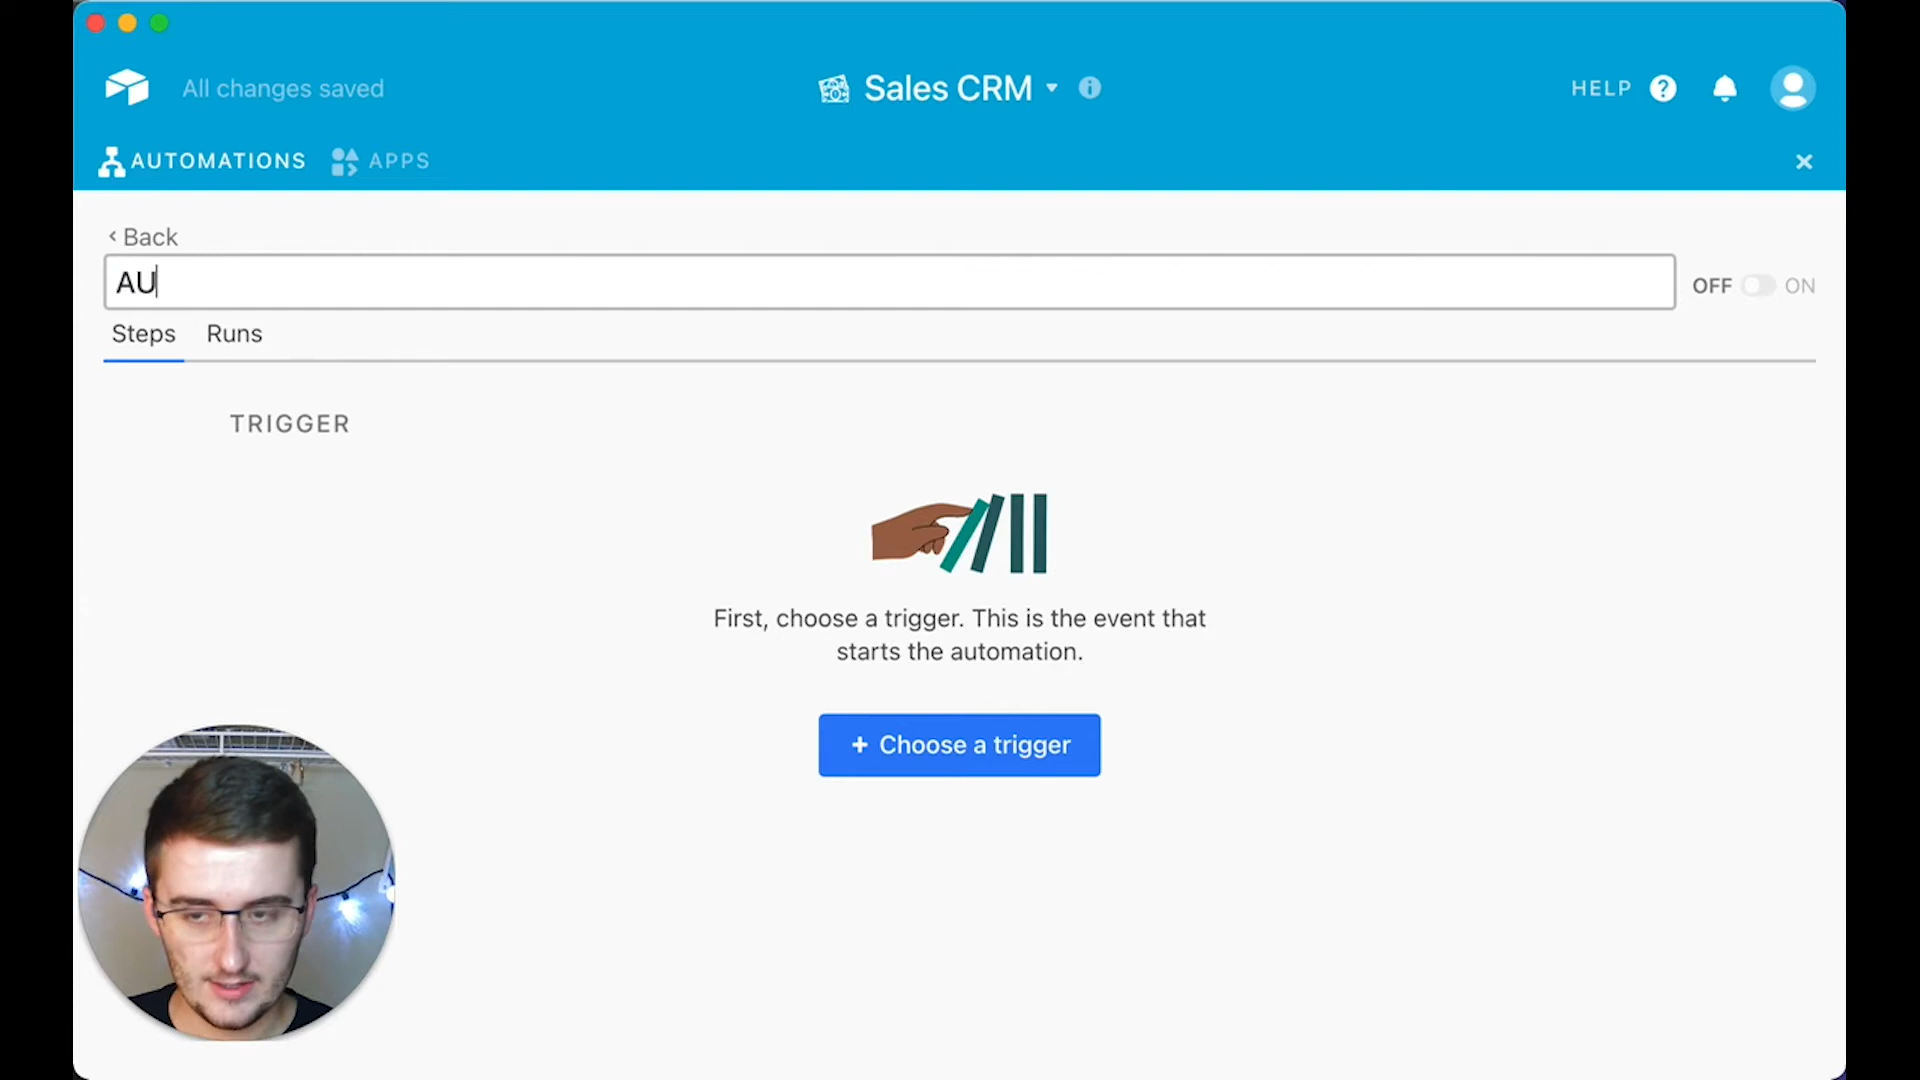 All changes saved
Sales CRM
HELP ?
AUTOMATIONS
APPS
Back
AU
OFF ON
Steps Runs
TRIGGER
First, choose a trigger. This is the event that
starts the automation.
+ Choose a trigger